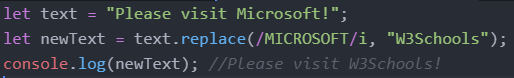 let text = "Please visit Microsoft!";
let newText = text.replace(/MICROSOFT/i, "W3Schools");
console.log(newText); //Please visit W3Schools!